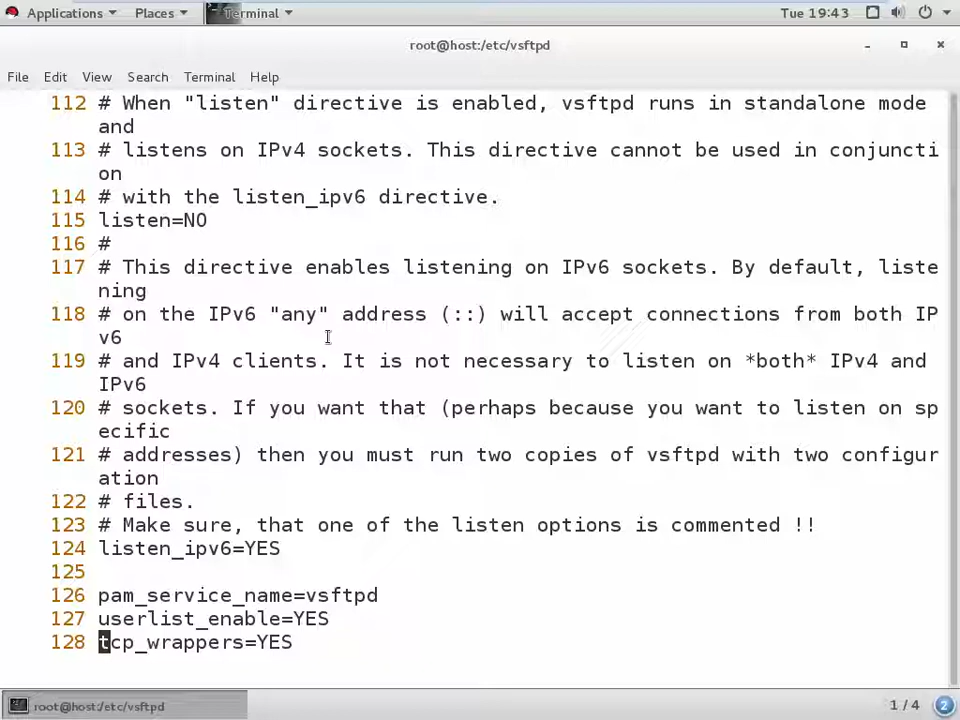 Applications Places Terminal Tue 19:43
root@host:/etc/vsftpd
File Edit View Search Terminal Help
112 # When "listen" directive is enabled, vsftpd runs in standalone mode
and
113 # listens on IPv4 sockets. This directive cannot be used in conjuncti
on
114 # with the listen_ipv6 directive.
115 listen=NO
116 #
117 # This directive enables listening on IPv6 sockets. By default, liste
ning
118 # on the IPv6 "any" address (::) will accept connections from both IP
v6
119 # and IPv4 clients. It is not necessary to listen on *both* IPv4 and
IPv6
120 # sockets. If you want that (perhaps because you want to listen on sp
ecific
121 # addresses) then you must run two copies of vsftpd with two configur
ation
122 # files.
123 # Make sure, that one of the listen options is commented !!
124 listen_ipv6=YES
125
126 pam_service_name=vsftpd
127 userlist_enable=YES
128 tcp_wrappers=YES
root@host:/etc/vsftpd 1 / 4 2